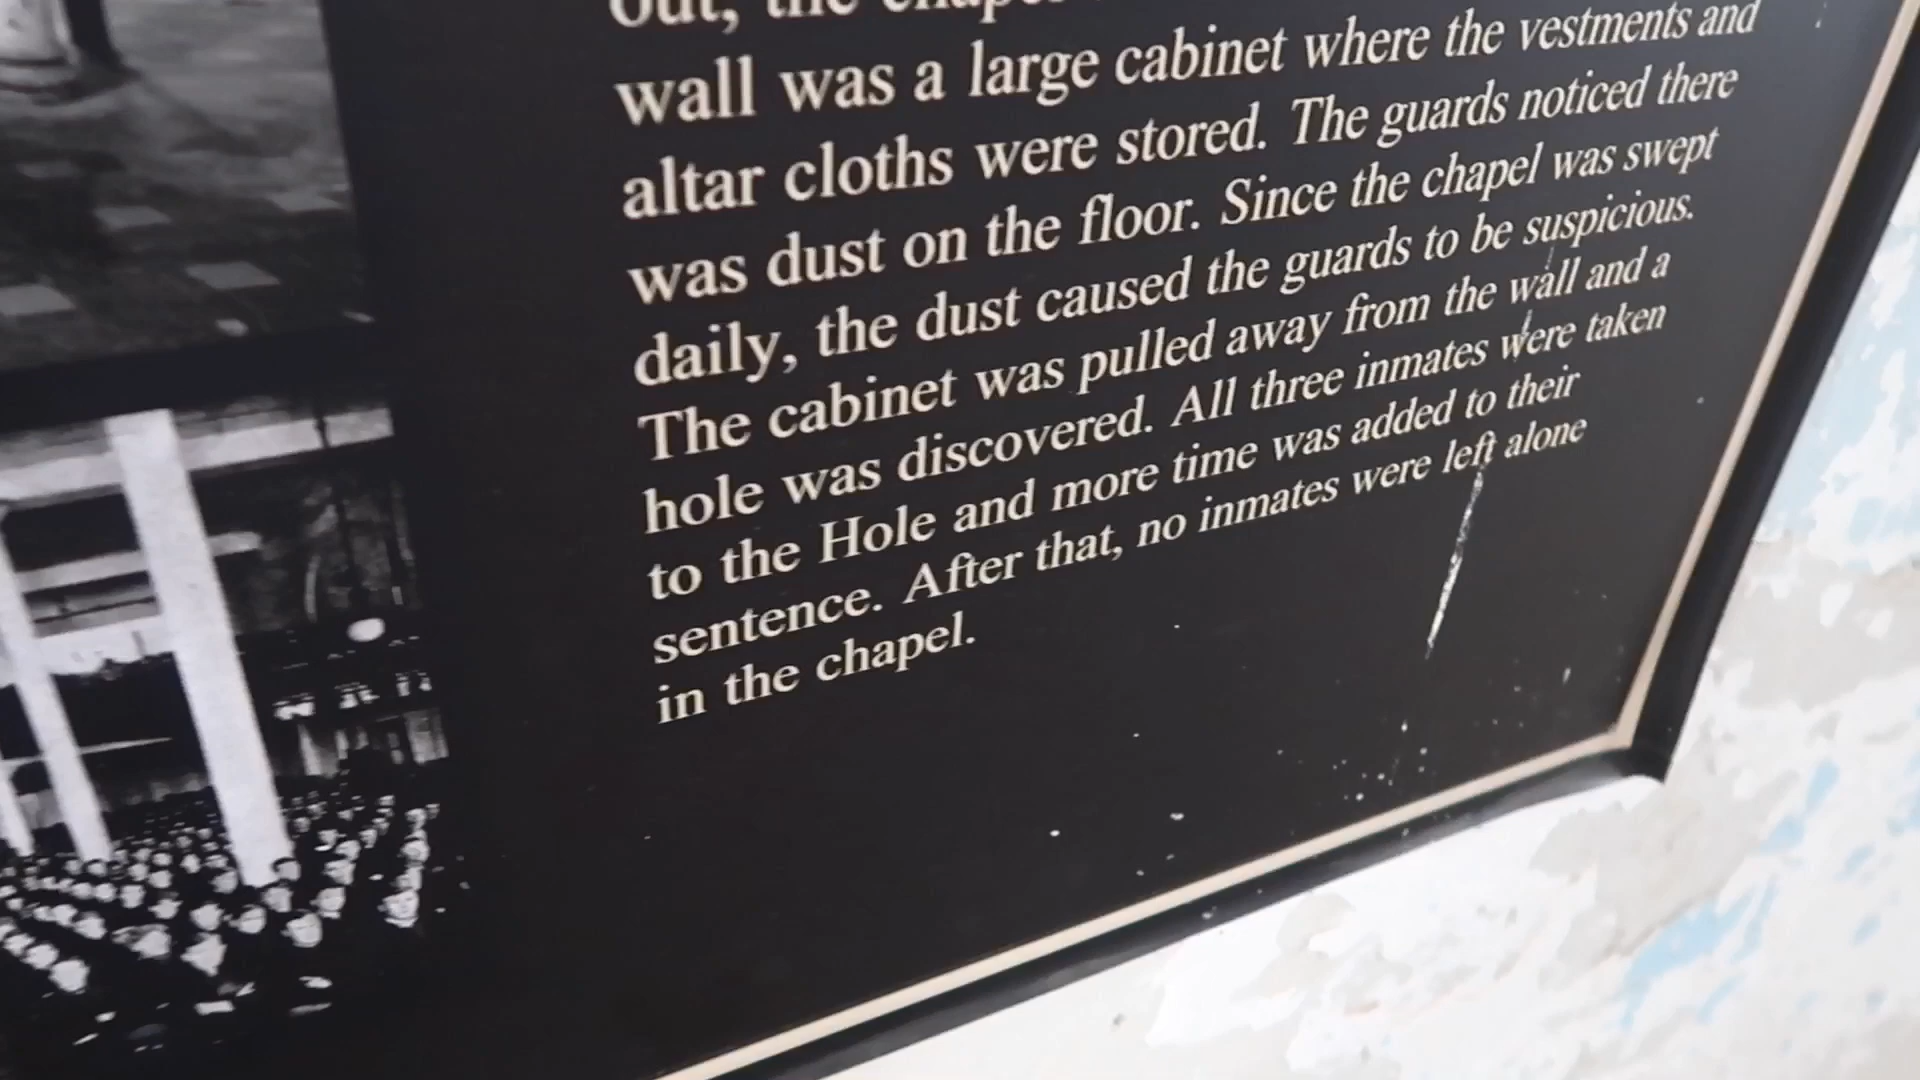 out, the chapel
wall was a large cabinet where the vestments and
altar cloths were stored. The guards noticed there
was dust on the floor. Since the chapel was swept
daily, the dust caused the guards to be suspicious.
The cabinet was pulled away from the wall and a
hole was discovered. All three inmates were taken
to the Hole and more time was added to their
sentence. After that, no inmates were left alone
in the chapel.